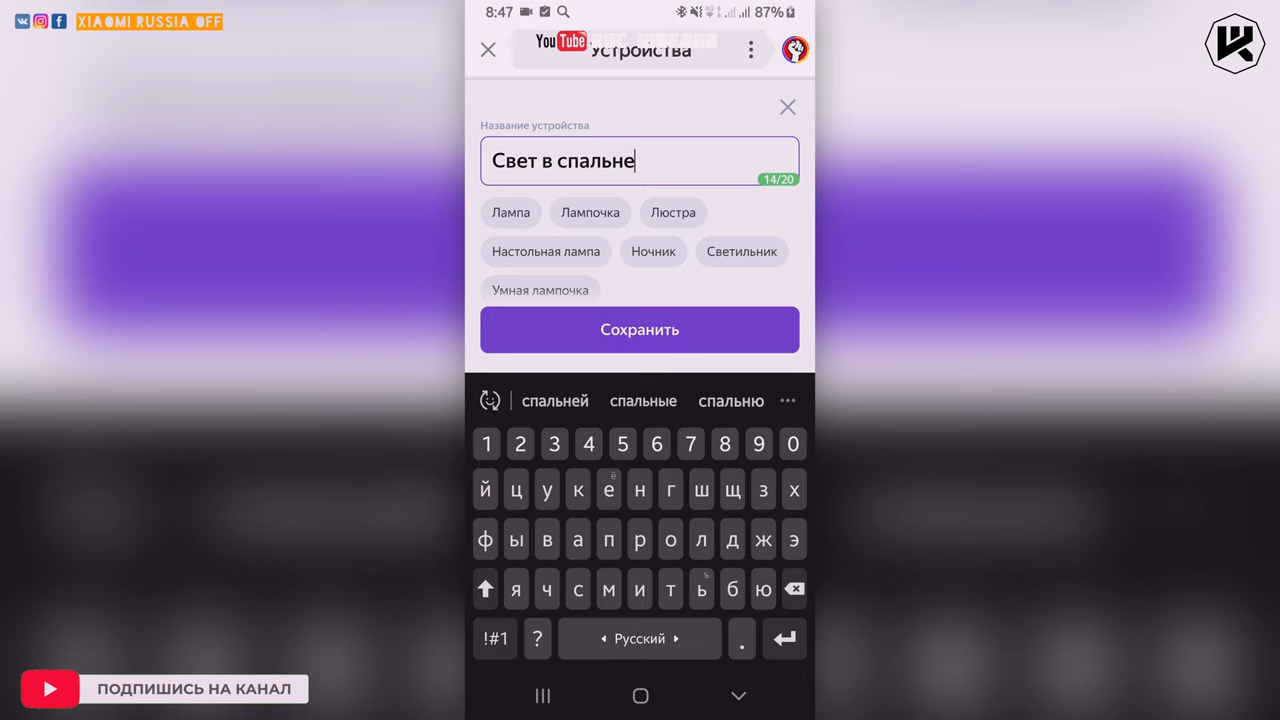 XIAOMI RUSSIA OFF
8:47
87%
YouTube
Устройства
Название устройства
Свет в спальне
14/20
Лампа Лампочка Люстра
Настольная лампа Ночник Светильник
Умная лампочка
Сохранить
спальней спальные спальню
1 2 3 4 5 6 7 8 9 0
й ц у к е ё н г ш щ з х
ф ы в а п р о л д ж э
я ч с м и т ь ъ б ю
!#1 ? Русский .
ПОДПИШИСЬ НА КАНАЛ